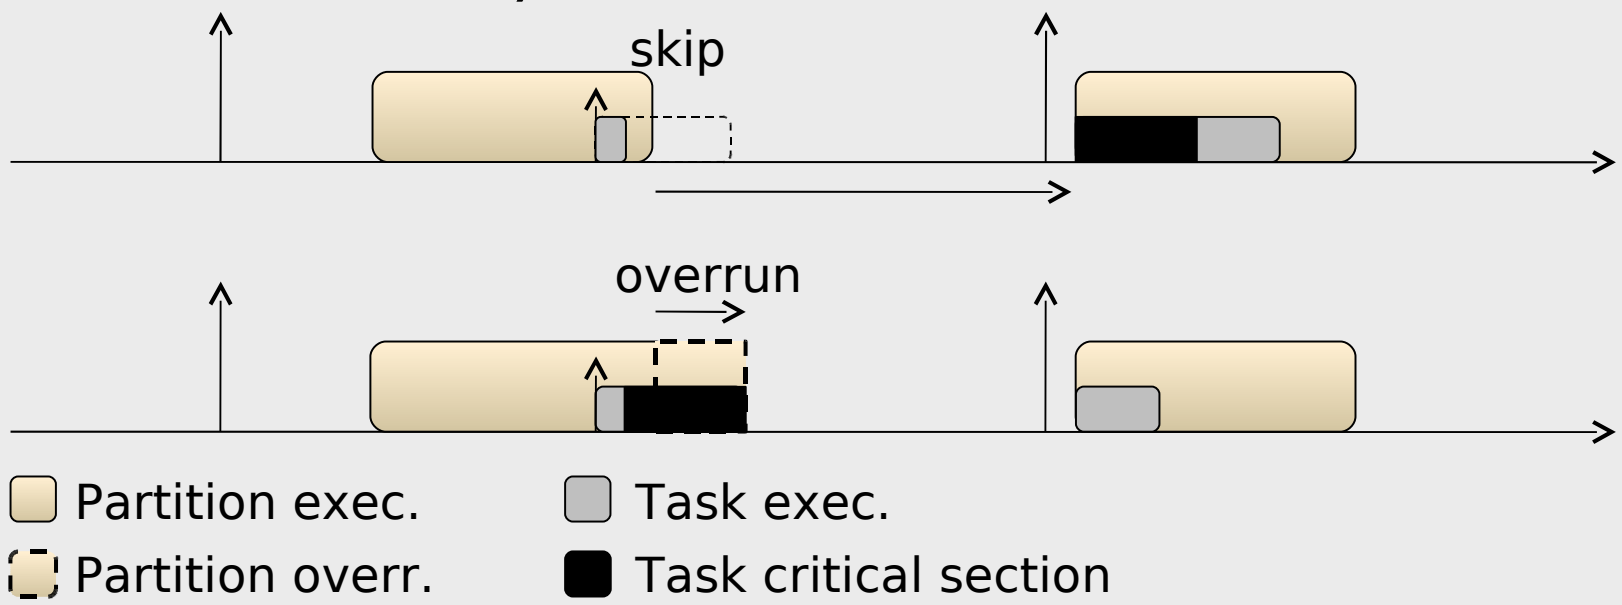 skip
overrun
Partition exec.
Task exec.
Partition overr.
Task critical section